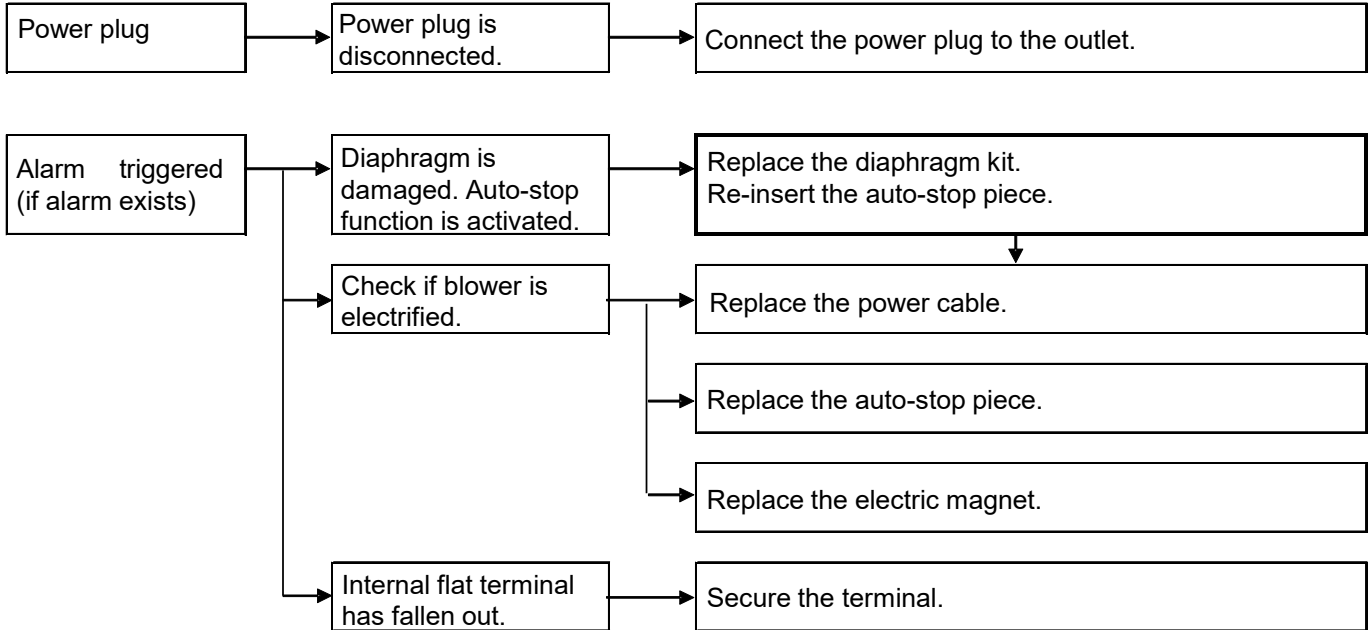 Power plug
Power plug is
disconnected.
Connect the power plug to the outlet.
Alarm triggered
(if alarm exists)
Diaphragm is
damaged. Auto-stop
function is activated.
Replace the diaphragm kit.
Re-insert the auto-stop piece.
Check if blower is
electrified.
Replace the power cable.
Replace the auto-stop piece.
Replace the electric magnet.
Internal flat terminal
has fallen out.
Secure the terminal.